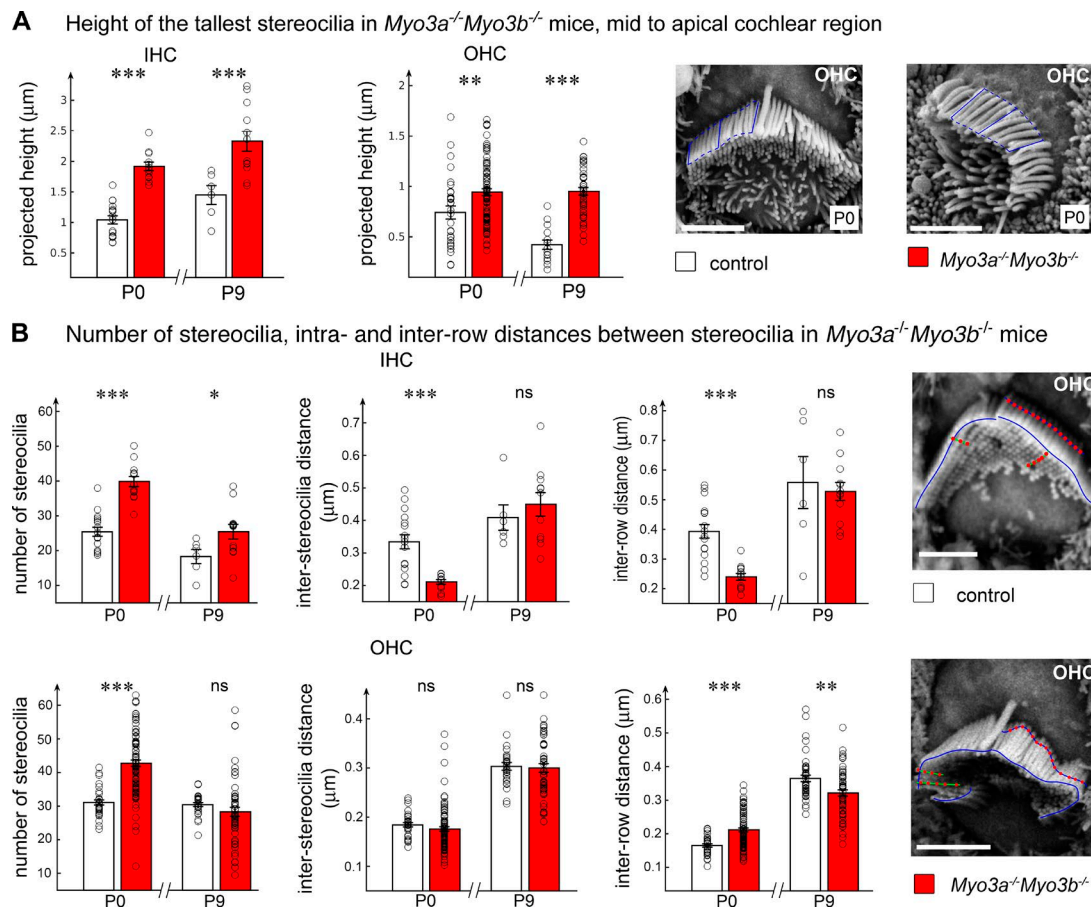 A Height of the tallest stereocilia in Myo3a-/-Myo3b-/- mice, mid to apical cochlear region
IHC
*** ***
projected height (μm)
3
2.5
2
1.5
1
0.5
P0 P9
OHC
** ***
projected height (μm)
2
1.5
1
0.5
P0 P9
OHC
P0
control
OHC
P0
Myo3a-/-Myo3b-/-
B Number of stereocilia, intra- and inter-row distances between stereocilia in Myo3a-/-Myo3b-/- mice
IHC
*** *
number of stereocilia
60
50
40
30
20
10
P0 P9
*** ns
inter-stereocilia distance
(μm)
0.7
0.6
0.5
0.4
0.3
0.2
P0 P9
*** ns
inter-row distance (μm)
0.8
0.7
0.6
0.5
0.4
0.3
0.2
P0 P9
OHC
control
OHC
*** ns
number of stereocilia
60
50
40
30
20
10
P0 P9
ns ns
inter-stereocilia distance
(μm)
0.4
0.3
0.2
0.1
P0 P9
*** **
inter-row distance (μm)
0.6
0.5
0.4
0.3
0.2
0.1
P0 P9
OHC
Myo3a-/-Myo3b-/-